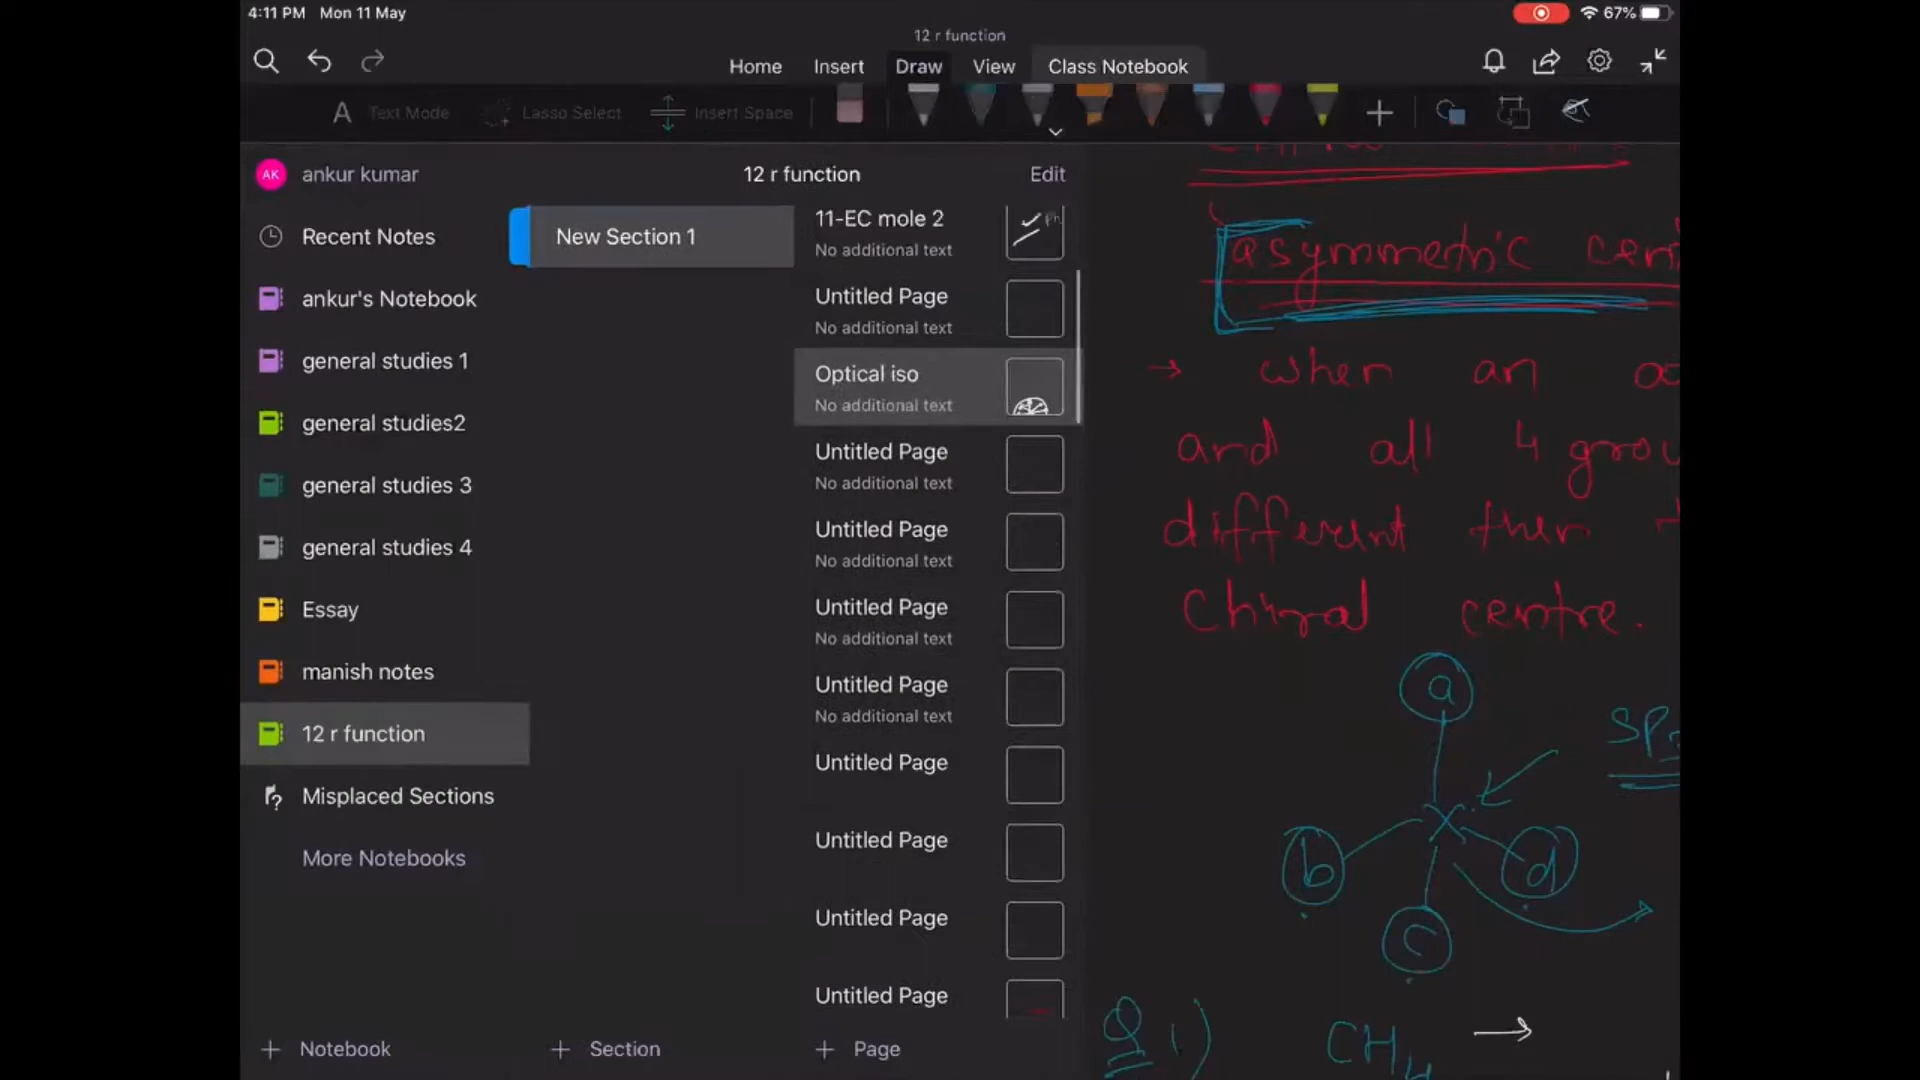 4:11 PM Mon 11 May
67%
12 r function
Home Insert Draw View Class Notebook
Text Mode Lasso Select Insert Space
AK ankur kumar
12 r function Edit
Recent Notes
ankur's Notebook
general studies 1
general studies2
general studies 3
general studies 4
Essay
manish notes
12 r function
Misplaced Sections
More Notebooks
New Section 1
11-EC mole 2
No additional text
Untitled Page
No additional text
Optical iso
No additional text
Untitled Page
No additional text
Untitled Page
No additional text
Untitled Page
No additional text
Untitled Page
No additional text
Untitled Page
Untitled Page
Untitled Page
Untitled Page
+ Notebook + Section + Page
asymmetric
→ when an
and all 4
different then
Chiral centre.
a
SP
X
b d
c
Q 1) CH4 →